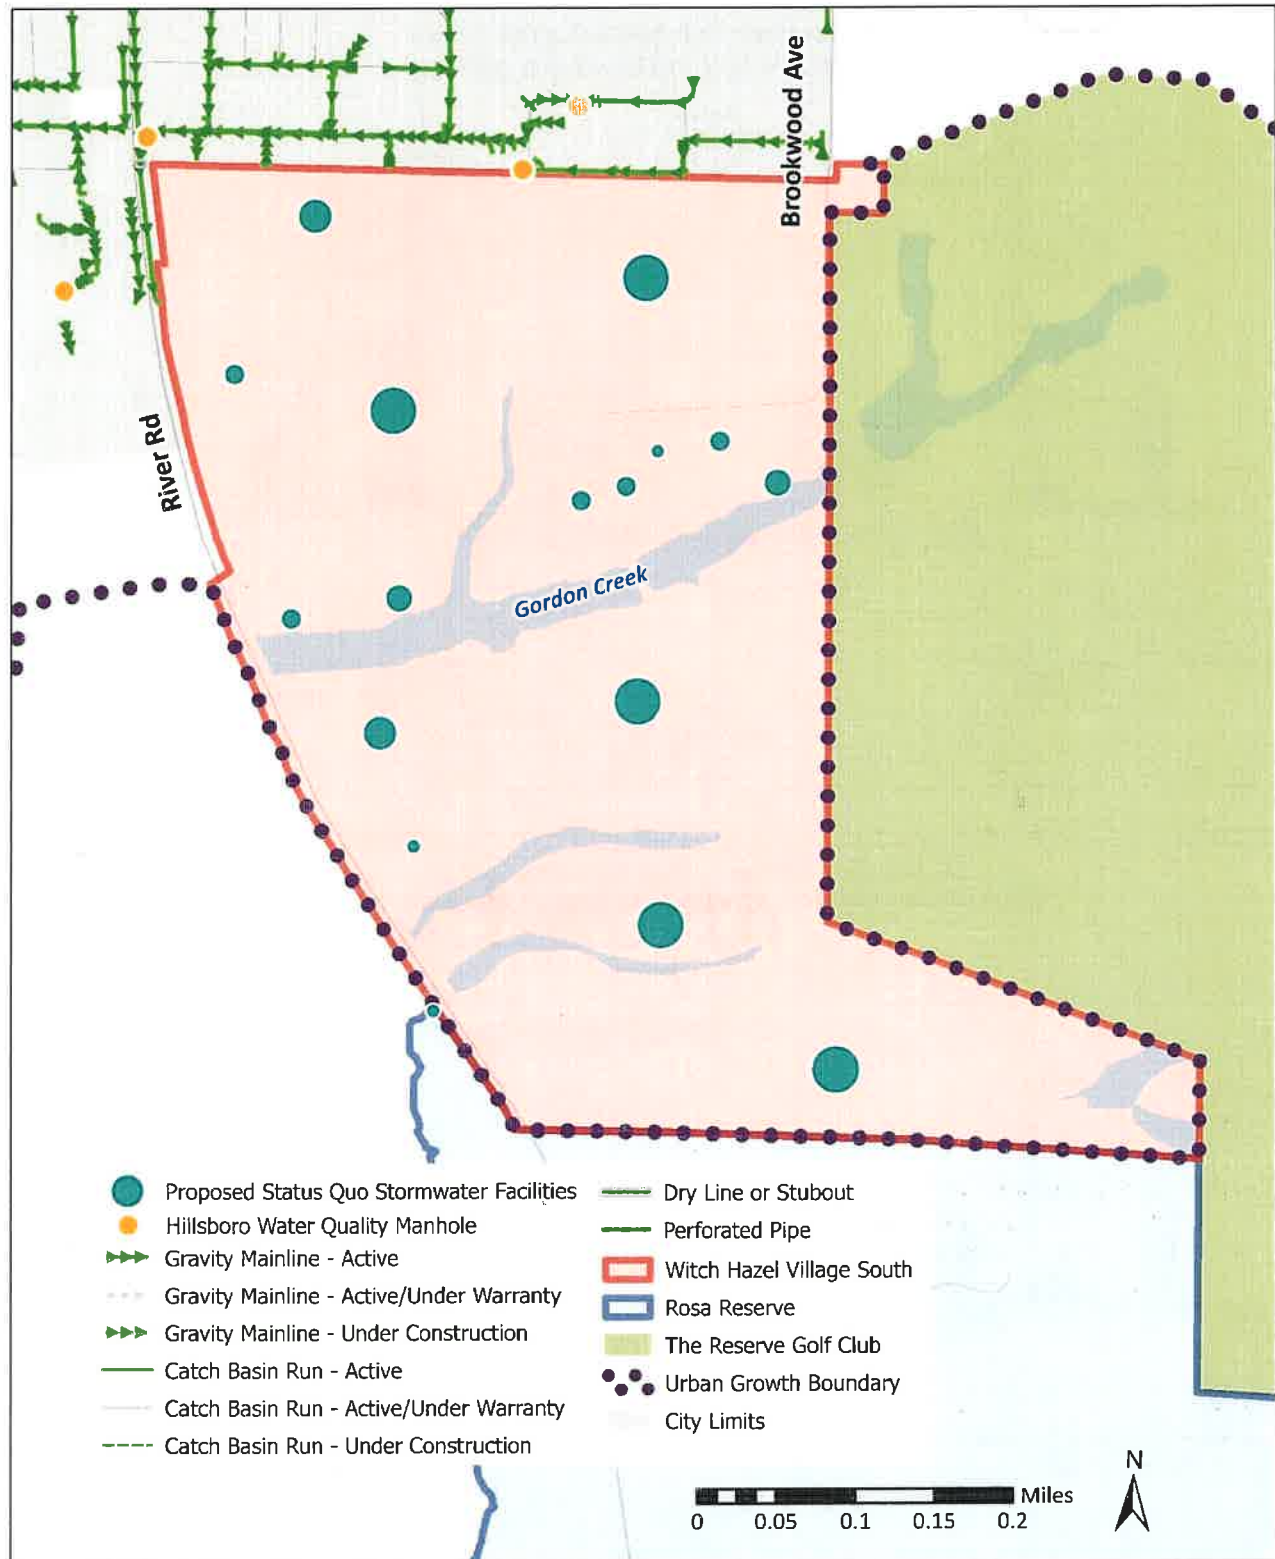 Brookwood Ave
River Rd
Gordon Creek
Proposed Status Quo Stormwater Facilities
Hillsboro Water Quality Manhole
Gravity Mainline - Active
Gravity Mainline - Active/Under Warranty
Gravity Mainline - Under Construction
Catch Basin Run - Active
Catch Basin Run - Active/Under Warranty
Catch Basin Run - Under Construction
Dry Line or Stubout
Perforated Pipe
Witch Hazel Village South
Rosa Reserve
The Reserve Golf Club
Urban Growth Boundary
City Limits
N
Miles
0 0.05 0.1 0.15 0.2